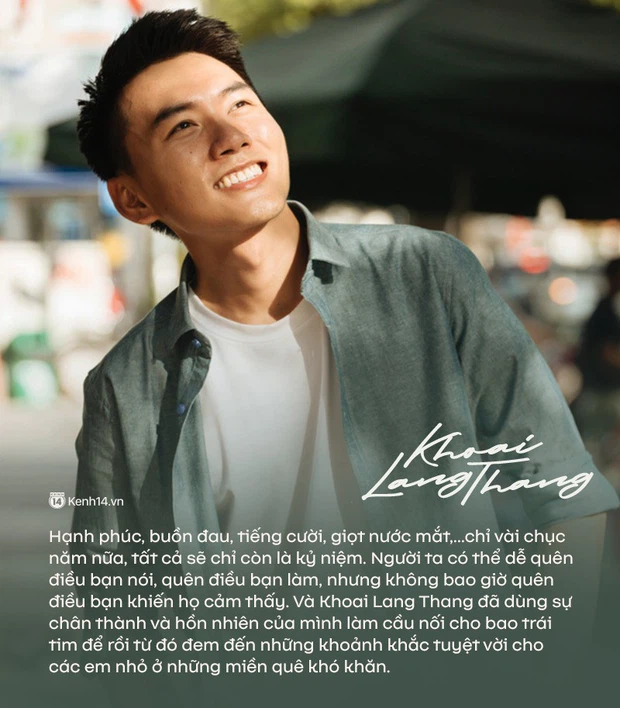 Khoai
Lang Thang
14 Kenh14.vn
Hạnh phúc, buồn đau, tiếng cười, giọt nước mắt,...chỉ vài chục
năm nữa, tất cả sẽ chỉ còn là kỷ niệm. Người ta có thể dễ quên
điều bạn nói, quên điều bạn làm, nhưng không bao giờ quên
điều bạn khiến họ cảm thấy. Và Khoai Lang Thang đã dùng sự
chân thành và hồn nhiên của mình làm cầu nối cho bao trái
tim để rồi từ đó đem đến những khoảnh khắc tuyệt vời cho
các em nhỏ ở những miền quê khó khăn.